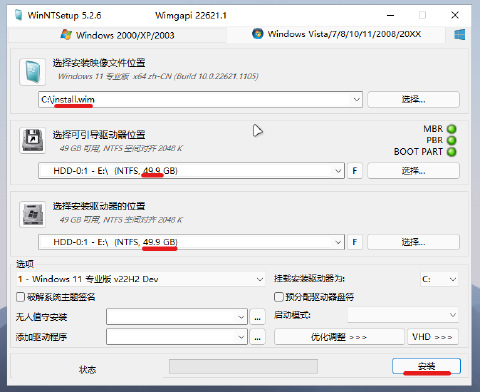 WinNTSetup 5.2.6
Wimgapi 22621.1
Windows 2000/XP/2003
Windows Vista/7/8/10/11/2008/20XX
选择安装映像文件位置
Windows 11 专业版 x64 zh-CN (Build 10.0.22621.1105)
C:\install.wim
选择...
选择可引导驱动器位置
49 GB 可用, NTFS 空间对齐 2048 K
MBR
PBR
BOOT PART
HDD-0:1 - E:\ (NTFS, 49.9 GB)
F
选择...
选择安装驱动器的位置
49 GB 可用, NTFS 空间对齐 2048 K
HDD-0:1 - E:\ (NTFS, 49.9 GB)
F
选择...
选项
1 - Windows 11 专业版 v22H2 Dev
挂载安装驱动器为:
C:
破解系统主题签名
预分配驱动器盘符
无人值守安装
...
启动模式:
添加驱动程序
...
优化调整 >>>
VHD >>>
状态
安装